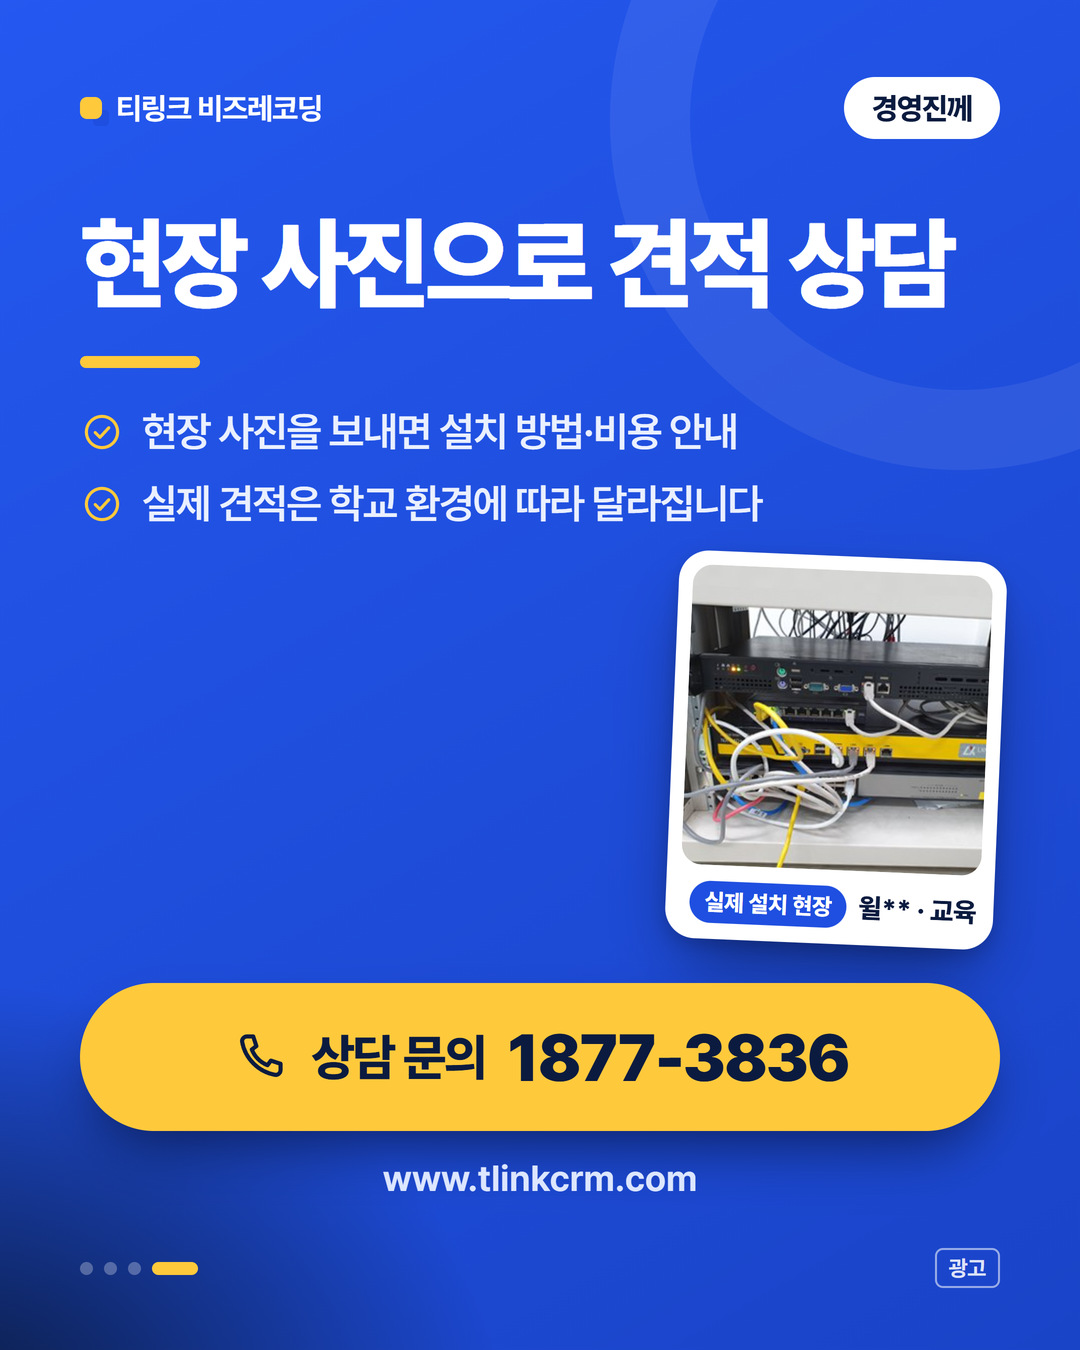 티링크 비즈레코딩
경영진께
현장 사진으로 견적 상담
현장 사진을 보내면 설치 방법·비용 안내
실제 견적은 학교 환경에 따라 달라집니다
실제 설치 현장
윌** · 교육
상담 문의 1877-3836
www.tlinkcrm.com
광고